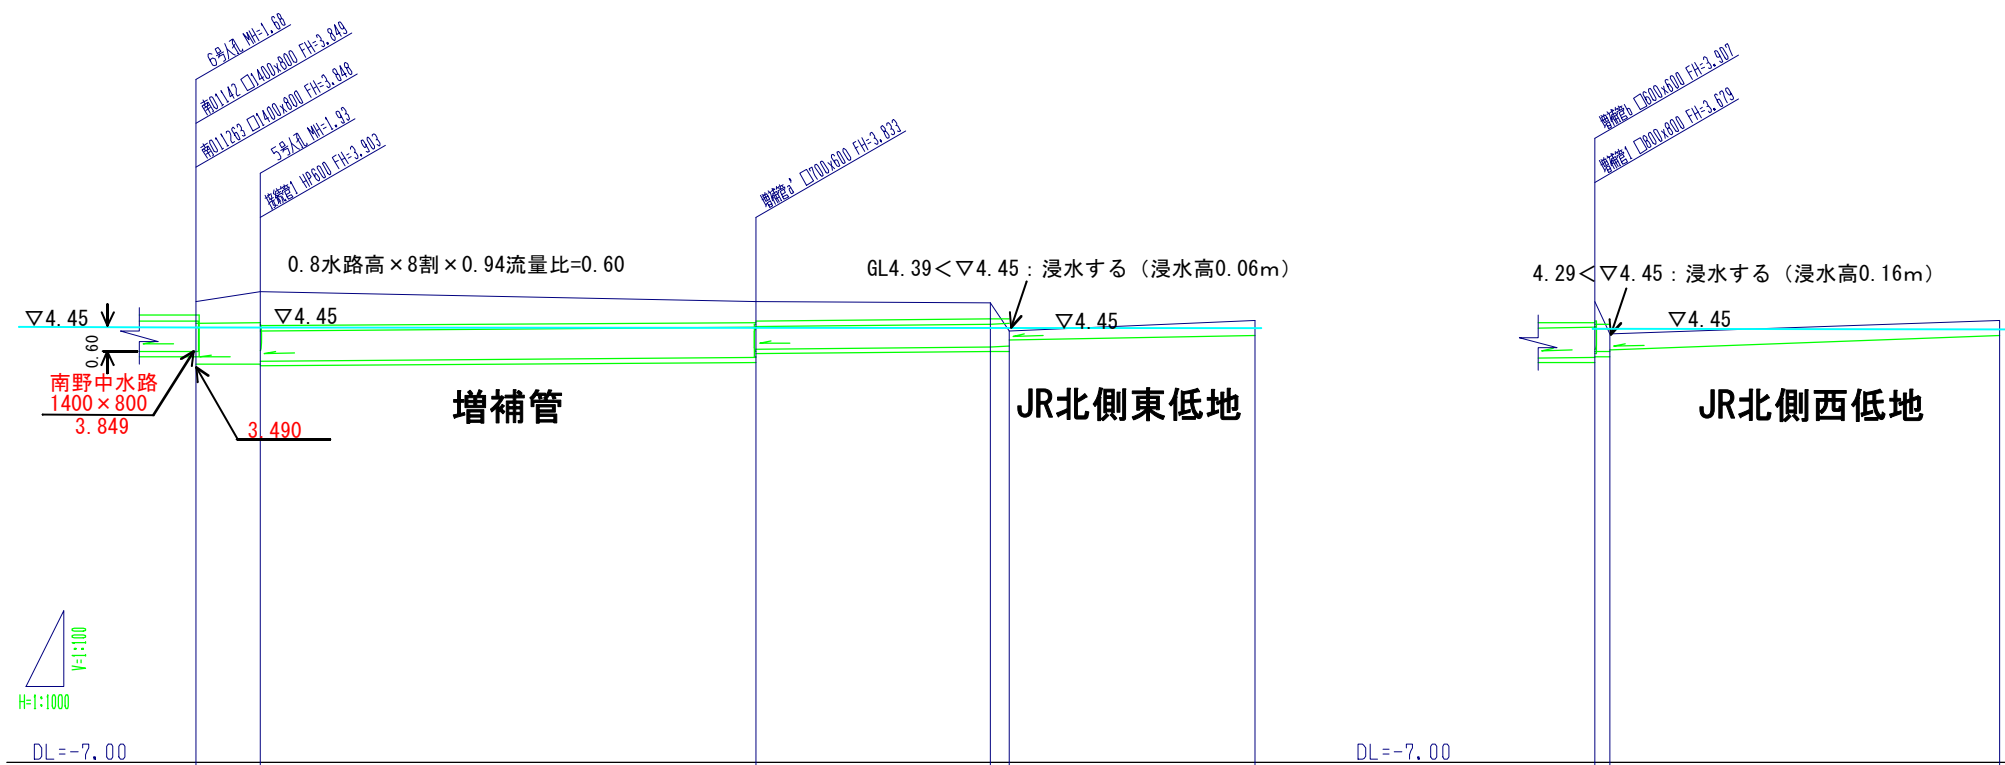 6号人孔 MH=1.68
南01142 □1400x800 FH=3.849
南011263 □1400x800 FH=3.848
5号人孔 MH=1.93
接続管1 HP600 FH=3.903
増補管a' □700x600 FH=3.833
増補管b □600x600 FH=3.907
増補管1 □800x800 FH=3.679
0.8水路高×8割×0.94流量比=0.60
GL4.39<▽4.45：浸水する（浸水高0.06m）
4.29<▽4.45：浸水する（浸水高0.16m）
▽4.45
▽4.45
▽4.45
▽4.45
0.60
南野中水路
1400×800
3.849
3.490
増補管
JR北側東低地
JR北側西低地
V=1:100
H=1:1000
DL=-7.00
DL=-7.00